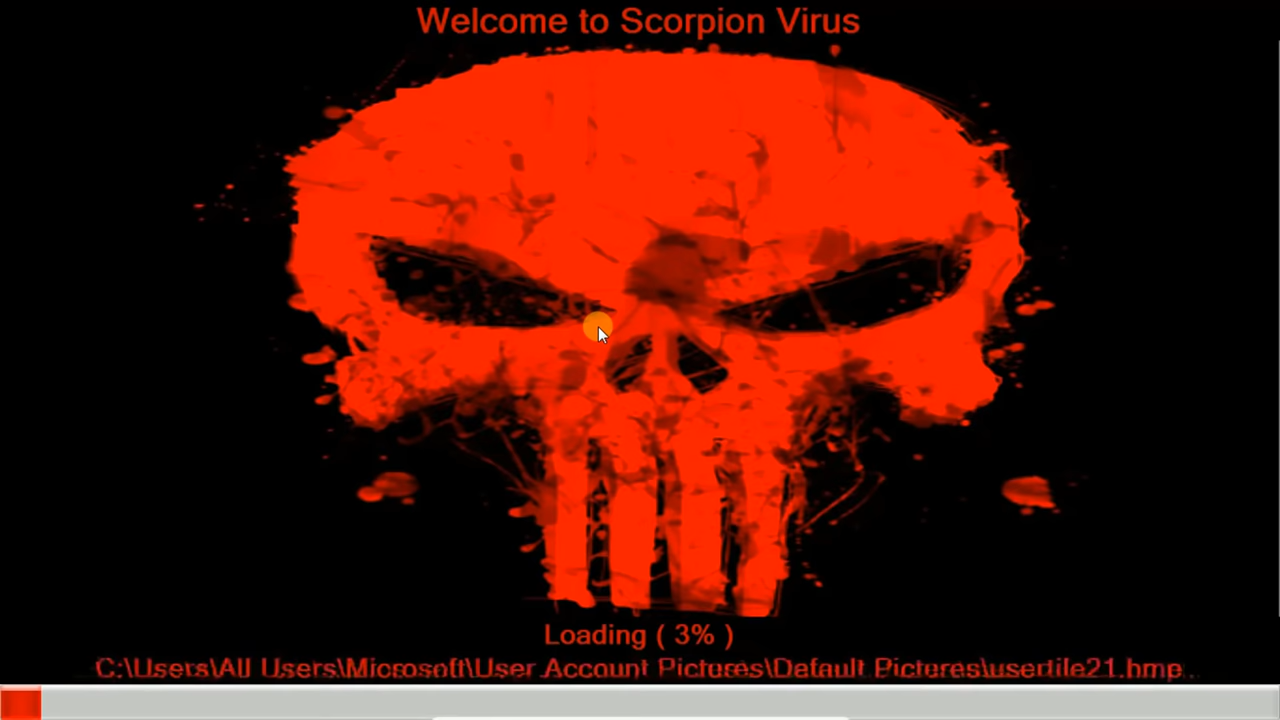 Welcome to Scorpion Virus
Loading ( 3% )
C:\Users\All Users\Microsoft\User Account Pictures\Default Pictures\usertile21.bmp